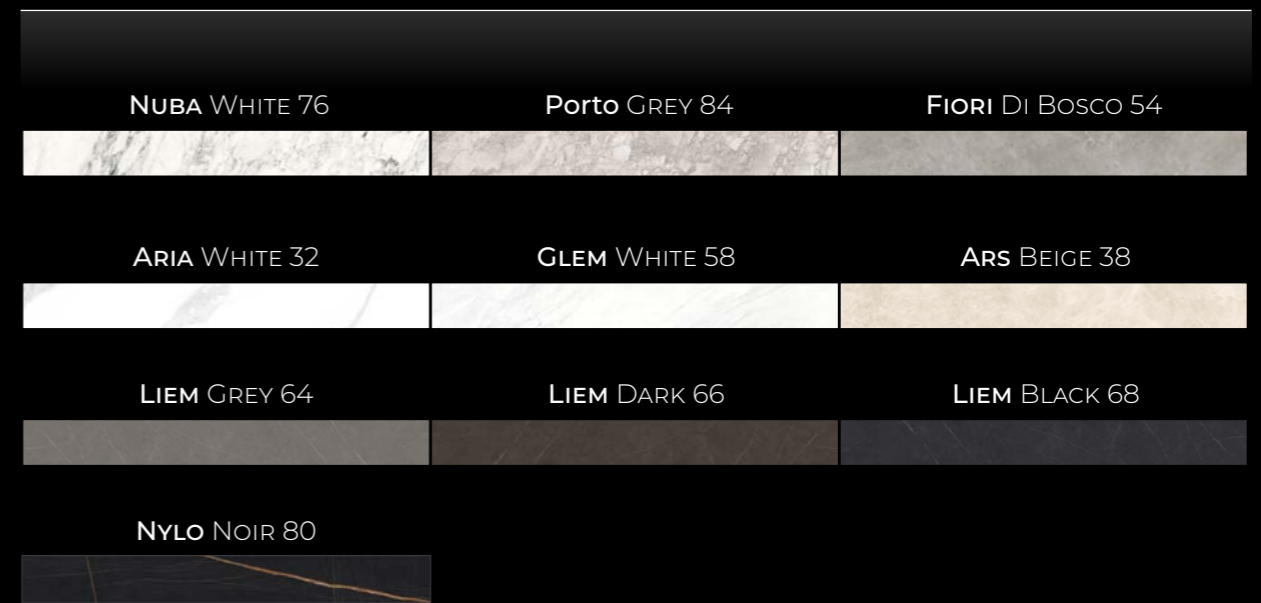 NUBA WHITE 76
Porto GREY 84
FIORI DI BOSCO 54
ARIA WHITE 32
GLEM WHITE 58
ARS BEIGE 38
LIEM GREY 64
LIEM DARK 66
LIEM BLACK 68
NYLO NOIR 80